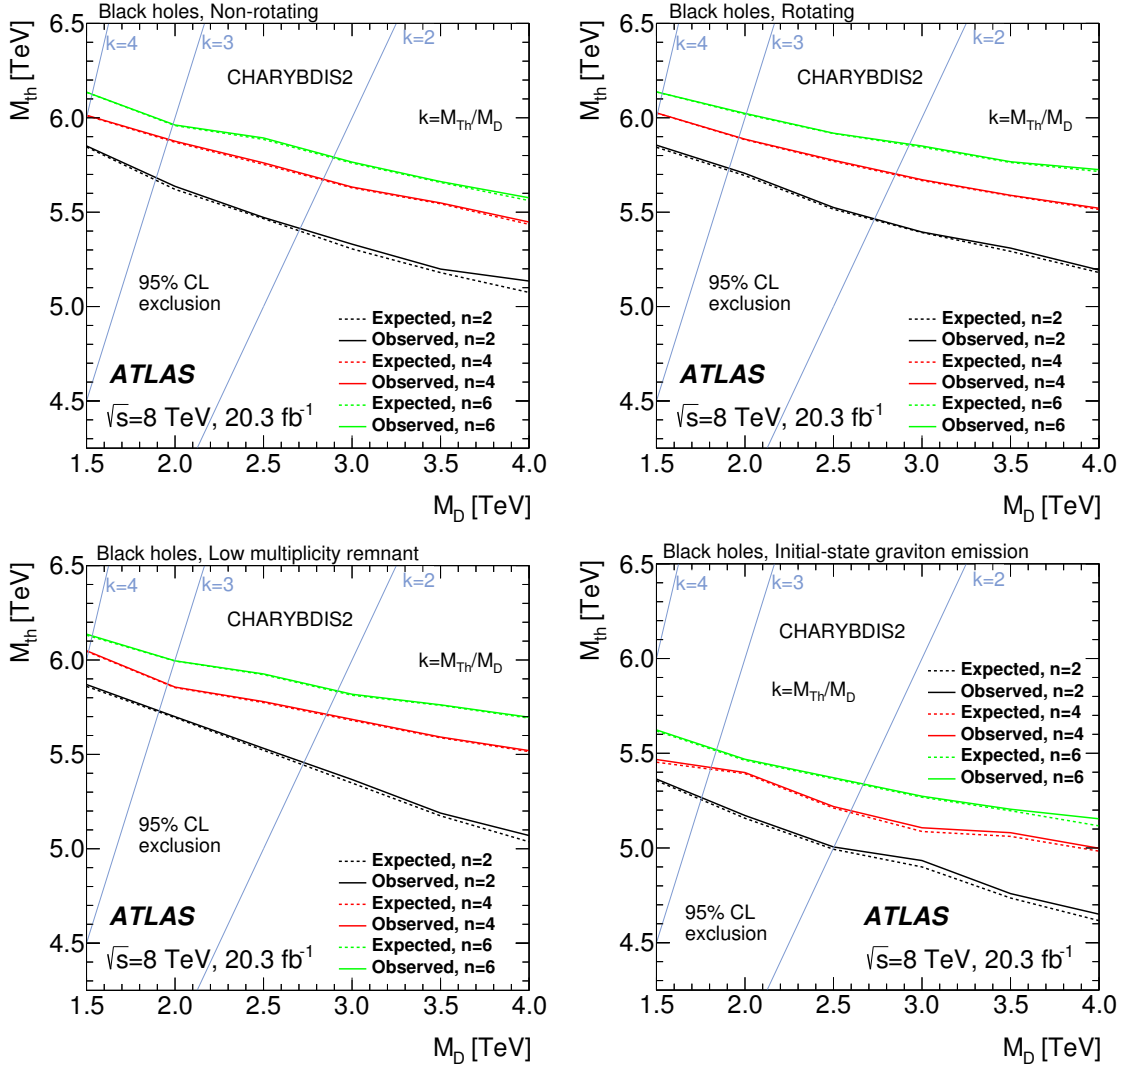 Black holes, Non-rotating
M_th [TeV]
6.5
6.0
5.5
5.0
4.5
k=4
k=3
k=2
CHARYBDIS2
k=M_Th/M_D
95% CL
exclusion
ATLAS
√s=8 TeV, 20.3 fb⁻¹
Expected, n=2
Observed, n=2
Expected, n=4
Observed, n=4
Expected, n=6
Observed, n=6
1.5 2.0 2.5 3.0 3.5 4.0
M_D [TeV]
Black holes, Rotating
M_th [TeV]
6.5
6.0
5.5
5.0
4.5
k=4
k=3
k=2
CHARYBDIS2
k=M_Th/M_D
95% CL
exclusion
ATLAS
√s=8 TeV, 20.3 fb⁻¹
Expected, n=2
Observed, n=2
Expected, n=4
Observed, n=4
Expected, n=6
Observed, n=6
1.5 2.0 2.5 3.0 3.5 4.0
M_D [TeV]
Black holes, Low multiplicity remnant
M_th [TeV]
6.5
6.0
5.5
5.0
4.5
k=4
k=3
k=2
CHARYBDIS2
k=M_Th/M_D
95% CL
exclusion
ATLAS
√s=8 TeV, 20.3 fb⁻¹
Expected, n=2
Observed, n=2
Expected, n=4
Observed, n=4
Expected, n=6
Observed, n=6
1.5 2.0 2.5 3.0 3.5 4.0
M_D [TeV]
Black holes, Initial-state graviton emission
M_th [TeV]
6.5
6.0
5.5
5.0
4.5
k=4
k=3
k=2
CHARYBDIS2
k=M_Th/M_D
Expected, n=2
Observed, n=2
Expected, n=4
Observed, n=4
Expected, n=6
Observed, n=6
95% CL
exclusion
ATLAS
√s=8 TeV, 20.3 fb⁻¹
1.5 2.0 2.5 3.0 3.5 4.0
M_D [TeV]